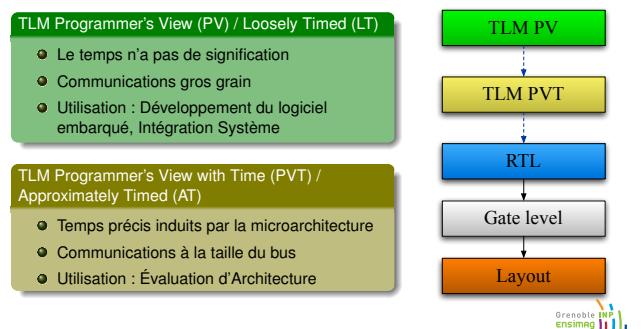 TLM Programmer's View (PV) / Loosely Timed (LT)
Le temps n'a pas de signification
Communications gros grain
Utilisation : Développement du logiciel
embarqué, Intégration Système
TLM Programmer's View with Time (PVT) /
Approximately Timed (AT)
Temps précis induits par la microarchitecture
Communications à la taille du bus
Utilisation : Évaluation d'Architecture
TLM PV
TLM PVT
RTL
Gate level
Layout
Grenoble INP
Ensimag